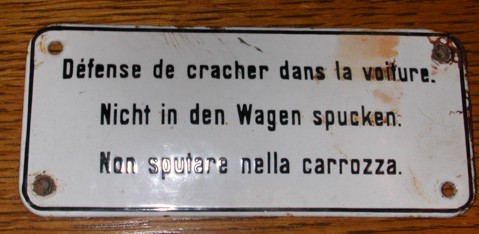 Défense de cracher dans la voiture.
Nicht in den Wagen spucken.
Non sputare nella carrozza.